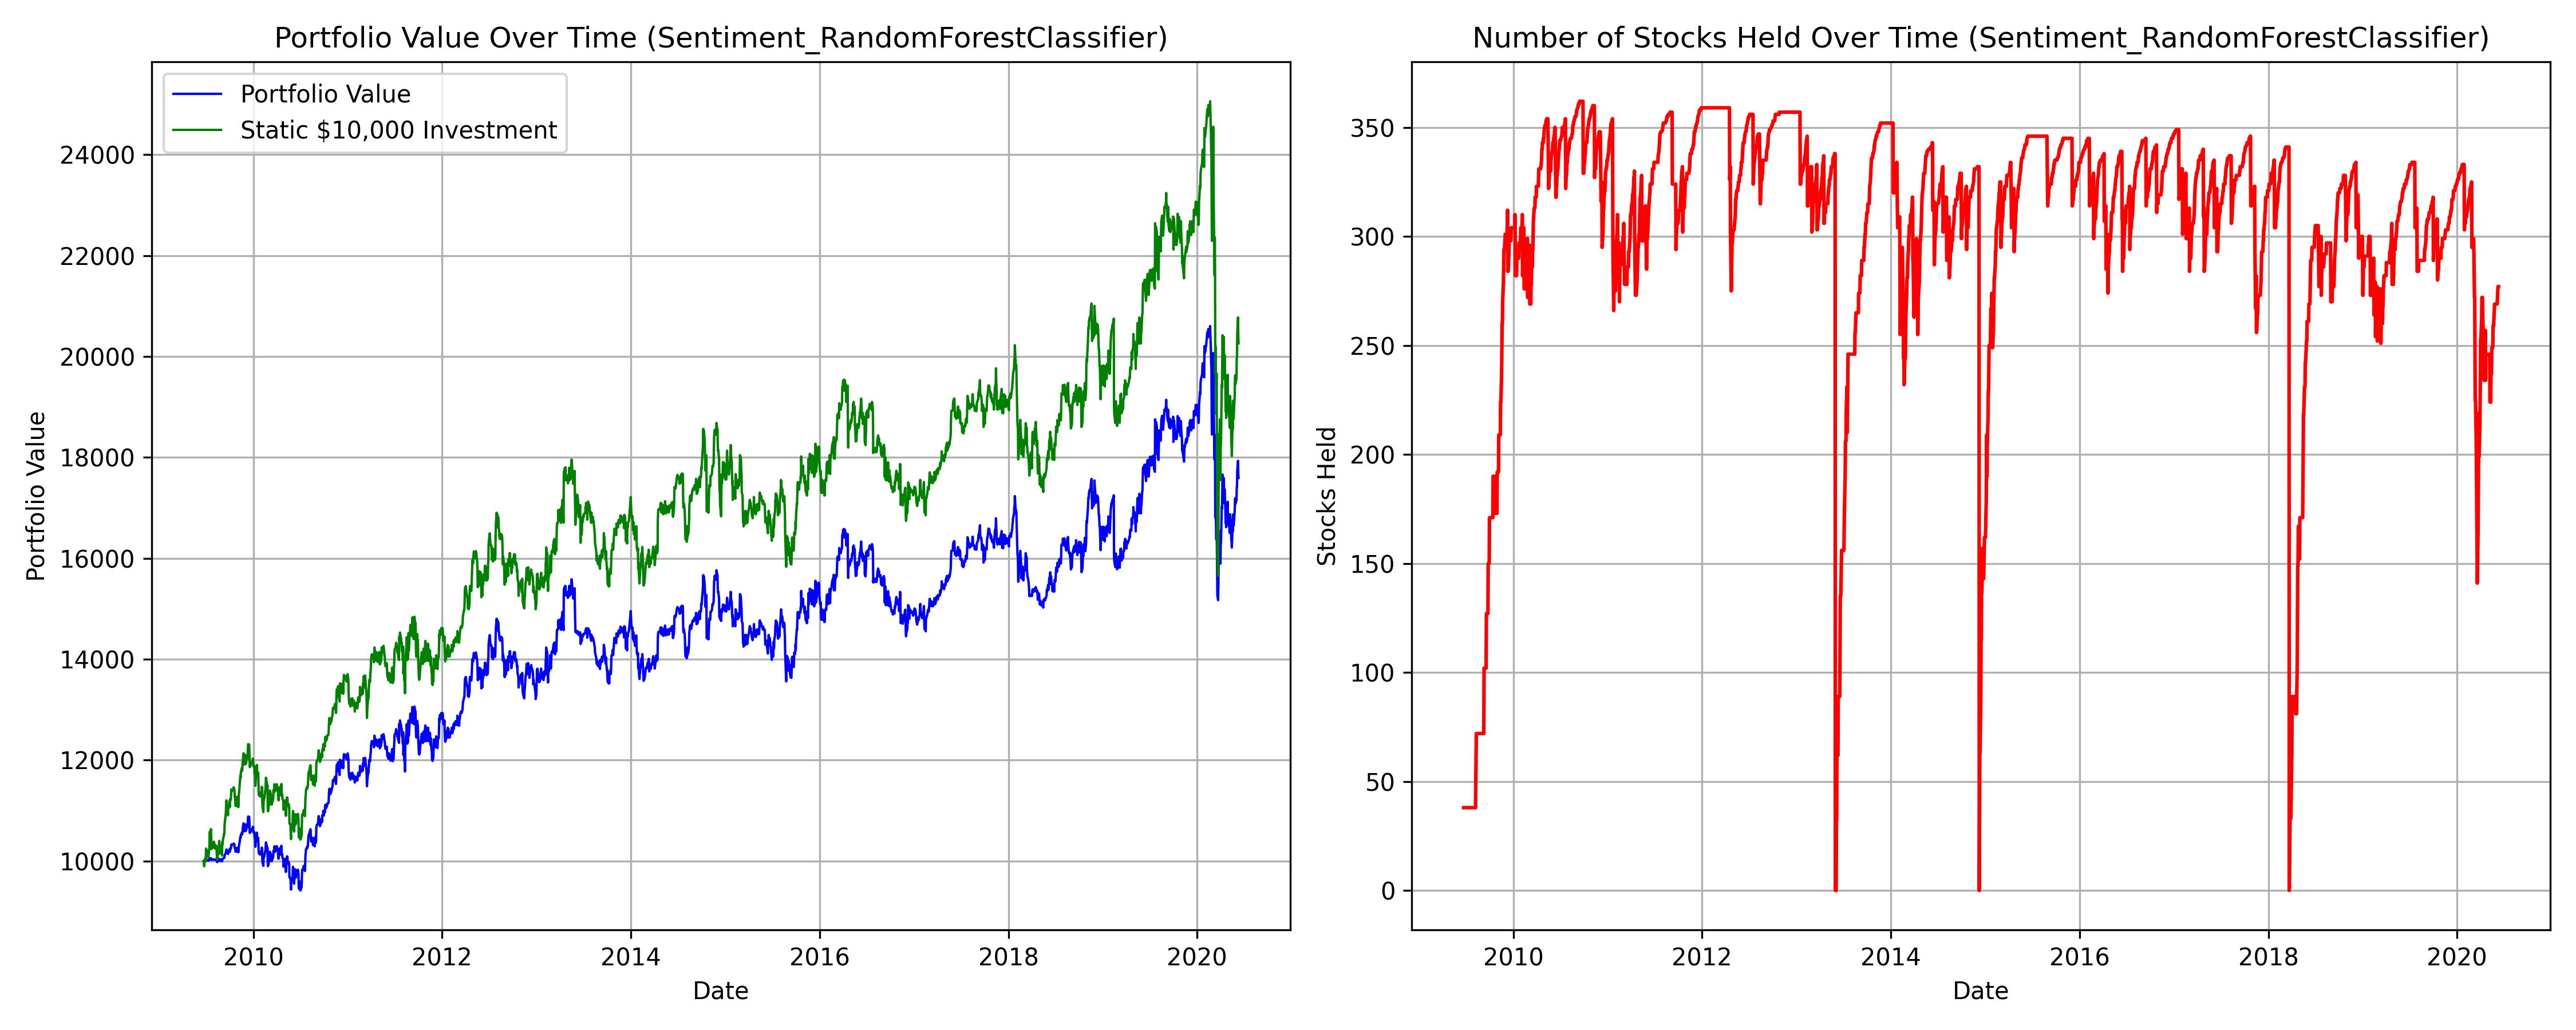 Portfolio Value Over Time (Sentiment_RandomForestClassifier)
Portfolio Value
Static $10,000 Investment
24000
22000
20000
18000
16000
14000
12000
10000
Portfolio Value
2010 2012 2014 2016 2018 2020
Date
Number of Stocks Held Over Time (Sentiment_RandomForestClassifier)
350
300
250
200
150
100
50
0
Stocks Held
2010 2012 2014 2016 2018 2020
Date